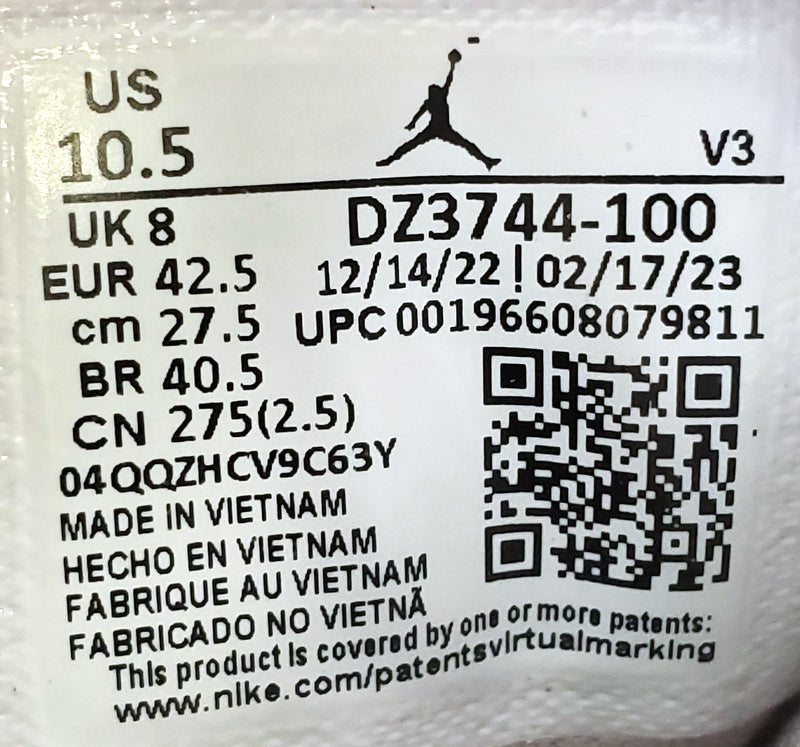 US
10.5
V3
UK 8
DZ3744-100
EUR 42.5
12/14/22 ! 02/17/23
cm 27.5
UPC 00196608079811
BR 40.5
CN 275(2.5)
04QQZHCV9C63Y
MADE IN VIETNAM
HECHO EN VIETNAM
FABRIQUE AU VIETNAM
FABRICADO NO VIETNÃ
This product is covered by one or more patents:
www.nike.com/patentsvirtualmarking